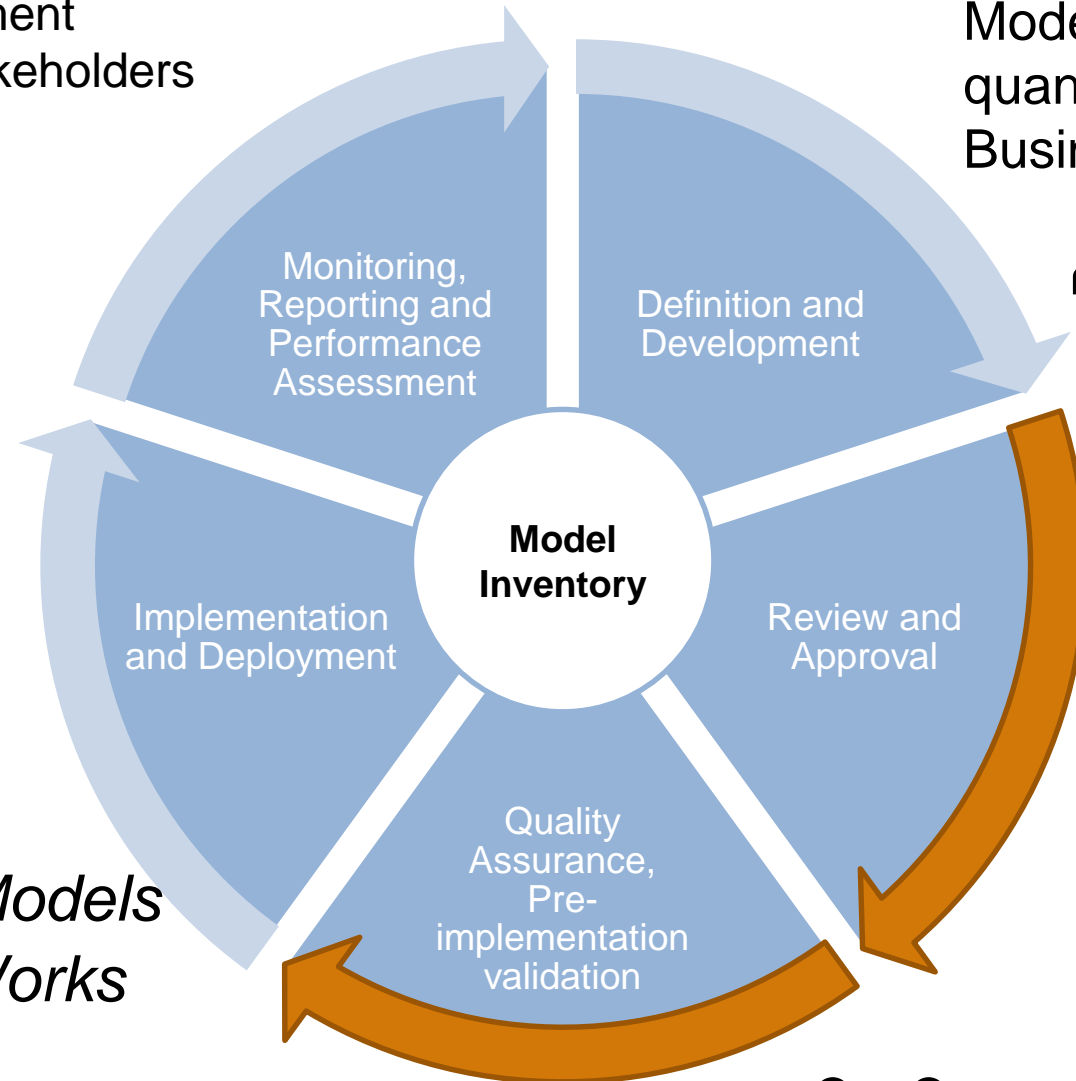 keholders
Monitoring,
Reporting and
Performance
Assessment
Definition and
Development
Model
Inventory
Implementation
and Deployment
Review and
Approval
Quality
Assurance,
Pre-
implementation
validation
Models
Works